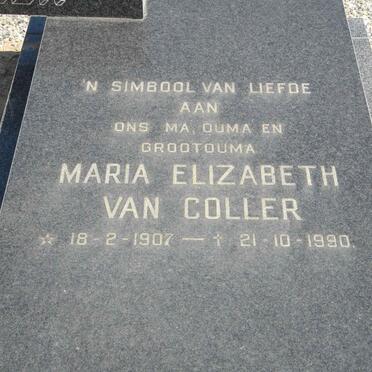 'N SIMBOOL VAN LIEFDE
AAN
ONS MA, OUMA EN
GROOTOUMA
MARIA ELIZABETH
VAN COLLER
☆ 18-2-1907 — † 21-10-1990.